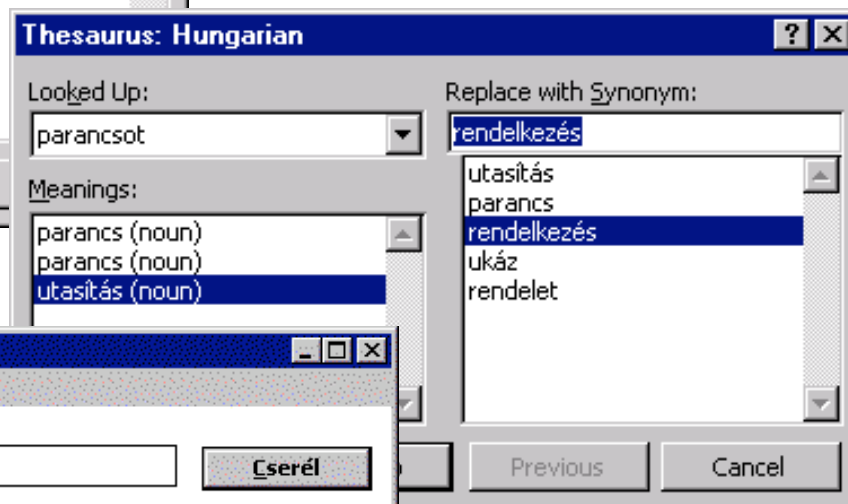 Thesaurus: Hungarian
Looked Up:
parancsot
Meanings:
parancs (noun)
parancs (noun)
utasítás (noun)
Replace with Synonym:
rendelkezés
utasítás
parancs
rendelkezés
ukáz
rendelet
Previous
Cancel
Cserél